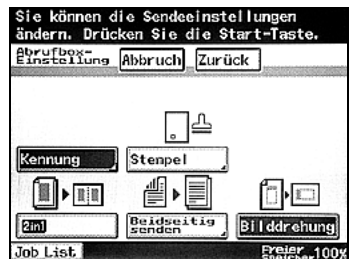 Sie können die Sendeeinstellungen
ändern. Drücken Sie die Start-Taste.
Abrufbox-
Einstellung
Abbruch Zurück
Kennung Stempel
2in1 Beidseitig
senden
Bilddrehung
Job List Freier
Speicher 100%